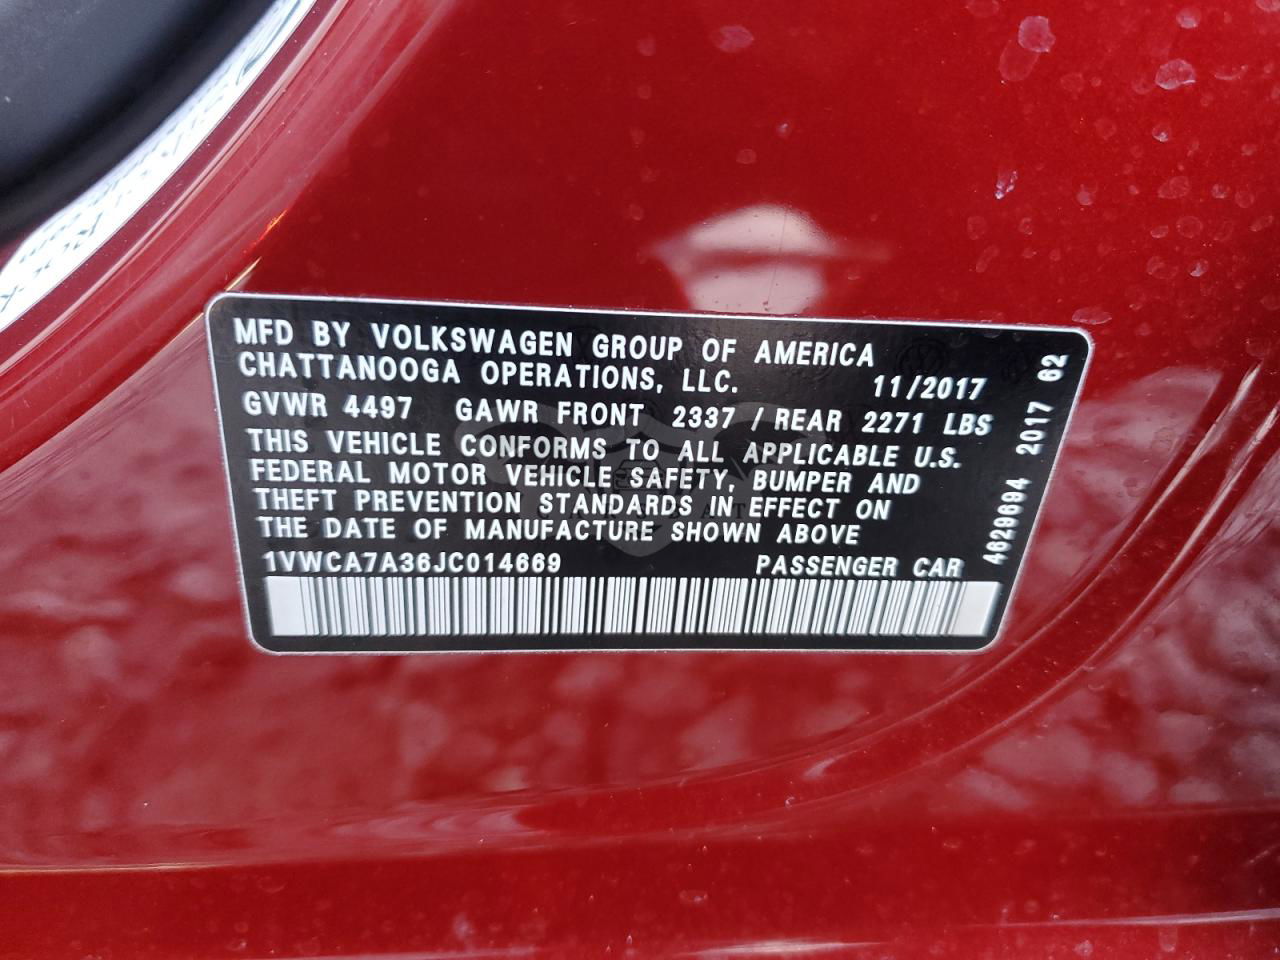 MFD BY VOLKSWAGEN GROUP OF AMERICA
CHATTANOOGA OPERATIONS, LLC. 11/2017
GVWR 4497 GAWR FRONT 2337 / REAR 2271 LBS
THIS VEHICLE CONFORMS TO ALL APPLICABLE U.S.
FEDERAL MOTOR VEHICLE SAFETY, BUMPER AND
THEFT PREVENTION STANDARDS IN EFFECT ON
THE DATE OF MANUFACTURE SHOWN ABOVE
1VWCA7A36JC014669 PASSENGER CAR
4629694 2017 62